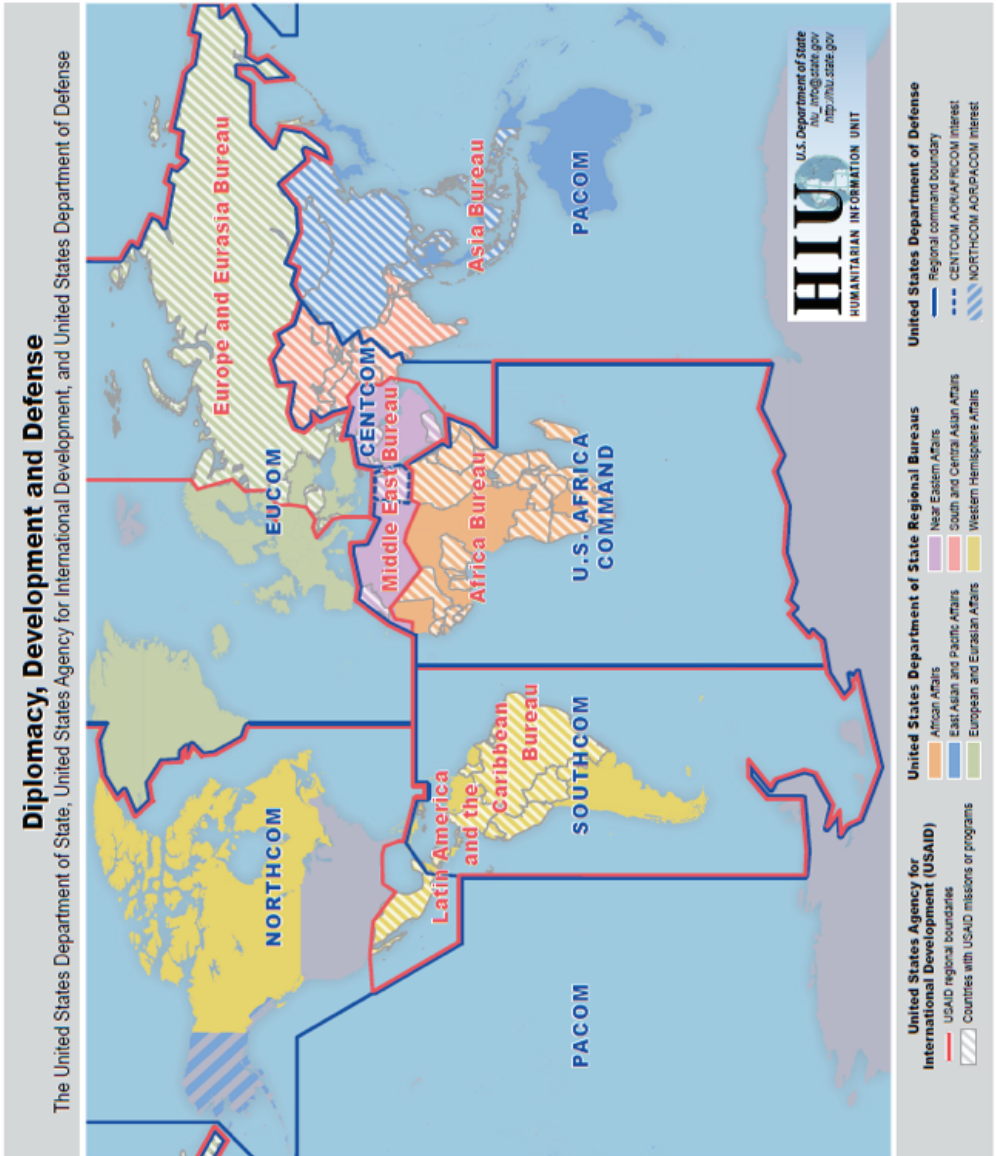 Diplomacy, Development and Defense
The United States Department of State, United States Agency for International Development, and United States Department of Defense
NORTHCOM
EUCOM
Europe and Eurasia Bureau
CENTCOM
Middle East Bureau
Africa Bureau
Asia Bureau
Latin America
and the
Caribbean
Bureau
PACOM
SOUTHCOM
U.S. AFRICA
COMMAND
PACOM
HIU
U.S. Department of State
hiu_info@state.gov
http://hiu.state.gov
HUMANITARIAN INFORMATION UNIT
United States Agency for
International Development (USAID)
USAID regional boundaries
Countries with USAID missions or programs
United States Department of State Regional Bureaus
African Affairs
East Asian and Pacific Affairs
European and Eurasian Affairs
Near Eastern Affairs
South and Central Asian Affairs
Western Hemisphere Affairs
United States Department of Defense
Regional command boundary
CENTCOM AOR/AFRICOM Interest
NORTHCOM AOR/PACOM Interest